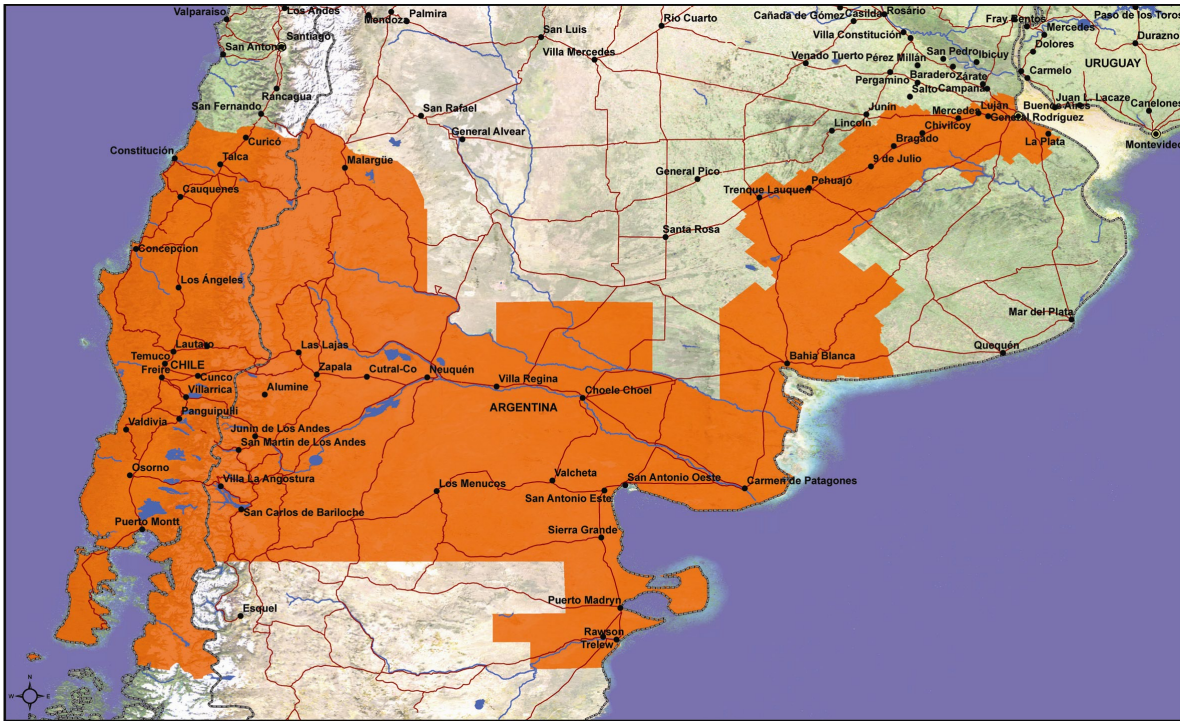 Valparaiso
Los Andes
Mendoza
Palmira
San Luis
Rio Cuarto
Cañada de Gómez
Casilda
Rosário
Fray Bentos
Mercedes
Paso de los Toros
San Antonio
Santiago
Villa Mercedes
Villa Constitución
Dolores
Durazno
Venado Tuerto
Pérez Millán
San Pedro
Ibicuy
URUGUAY
Rancagua
Pergamino
Baradero
Zárate
Carmelo
Salto
Campana
San Fernando
San Rafael
Junin
Mercedes
Luján
Buenos Aires
Juan L. Lacaze
Canelones
General Alvear
Lincoln
Chivilcoy
General Rodríguez
Curicó
Bragado
La Plata
Montevideo
Constitución
Talca
Malargüe
9 de Julio
General Pico
Pehuajó
Cauquenes
Trenque Lauquen
Santa Rosa
Concepcion
Los Ángeles
Mar del Plata
Lautaro
Temuco
Las Lajas
Quequén
CHILE
Bahia Blanca
Freire
Cunco
Zapala
Cutral-Co
Neuquén
Villa Regina
Villarrica
Alumine
Choele Choel
Panguipulli
ARGENTINA
Valdivia
Junin de Los Andes
San Martin de Los Andes
Osorno
Villa La Angostura
Valcheta
San Antonio Oeste
Los Menucos
San Antonio Este
Carmen de Patagones
San Carlos de Bariloche
Puerto Montt
Sierra Grande
Esquel
Puerto Madryn
Rawson
Trelew
N
W
E
S